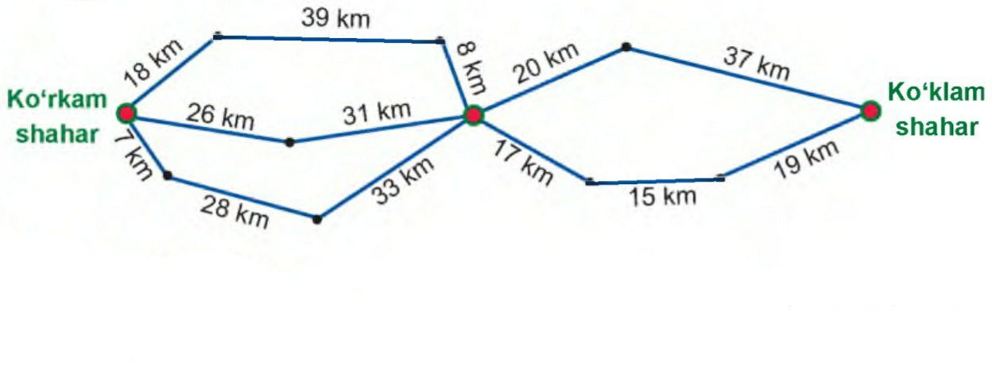 39 km
18 km
8 km
20 km
37 km
Ko‘rkam
shahar
26 km
31 km
Ko‘klam
shahar
7 km
28 km
33 km
17 km
15 km
19 km